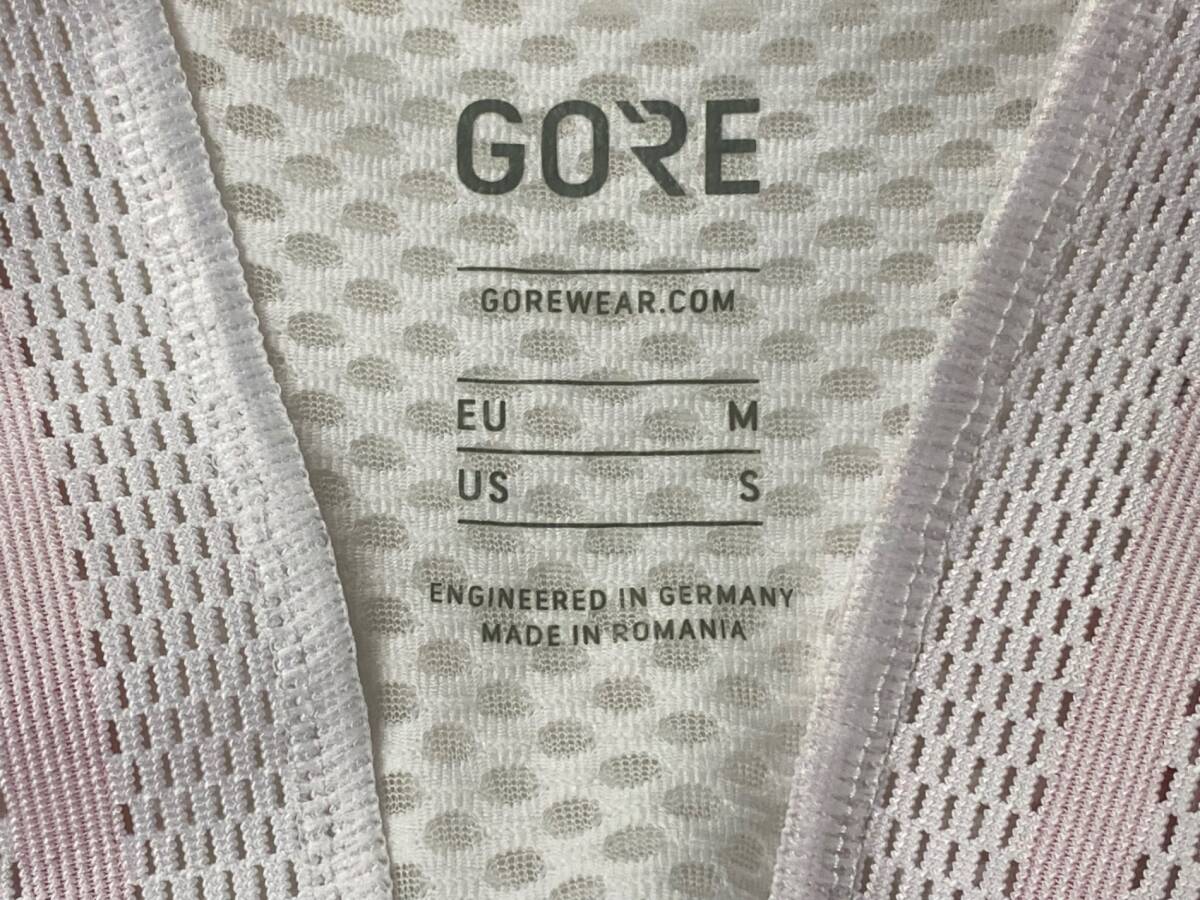 GORE
GOREWEAR.COM
EU M
US S
ENGINEERED IN GERMANY
MADE IN ROMANIA